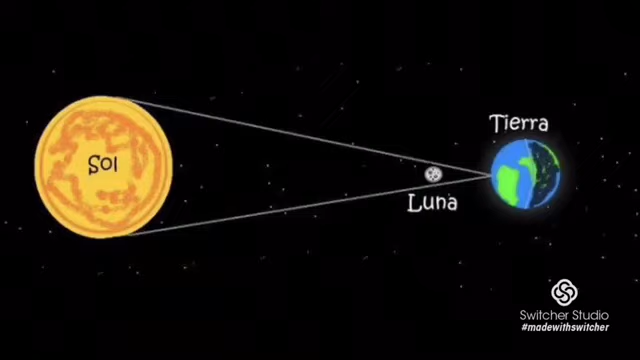 Sol
Tierra
Luna
Switcher Studio
#madewithswitcher